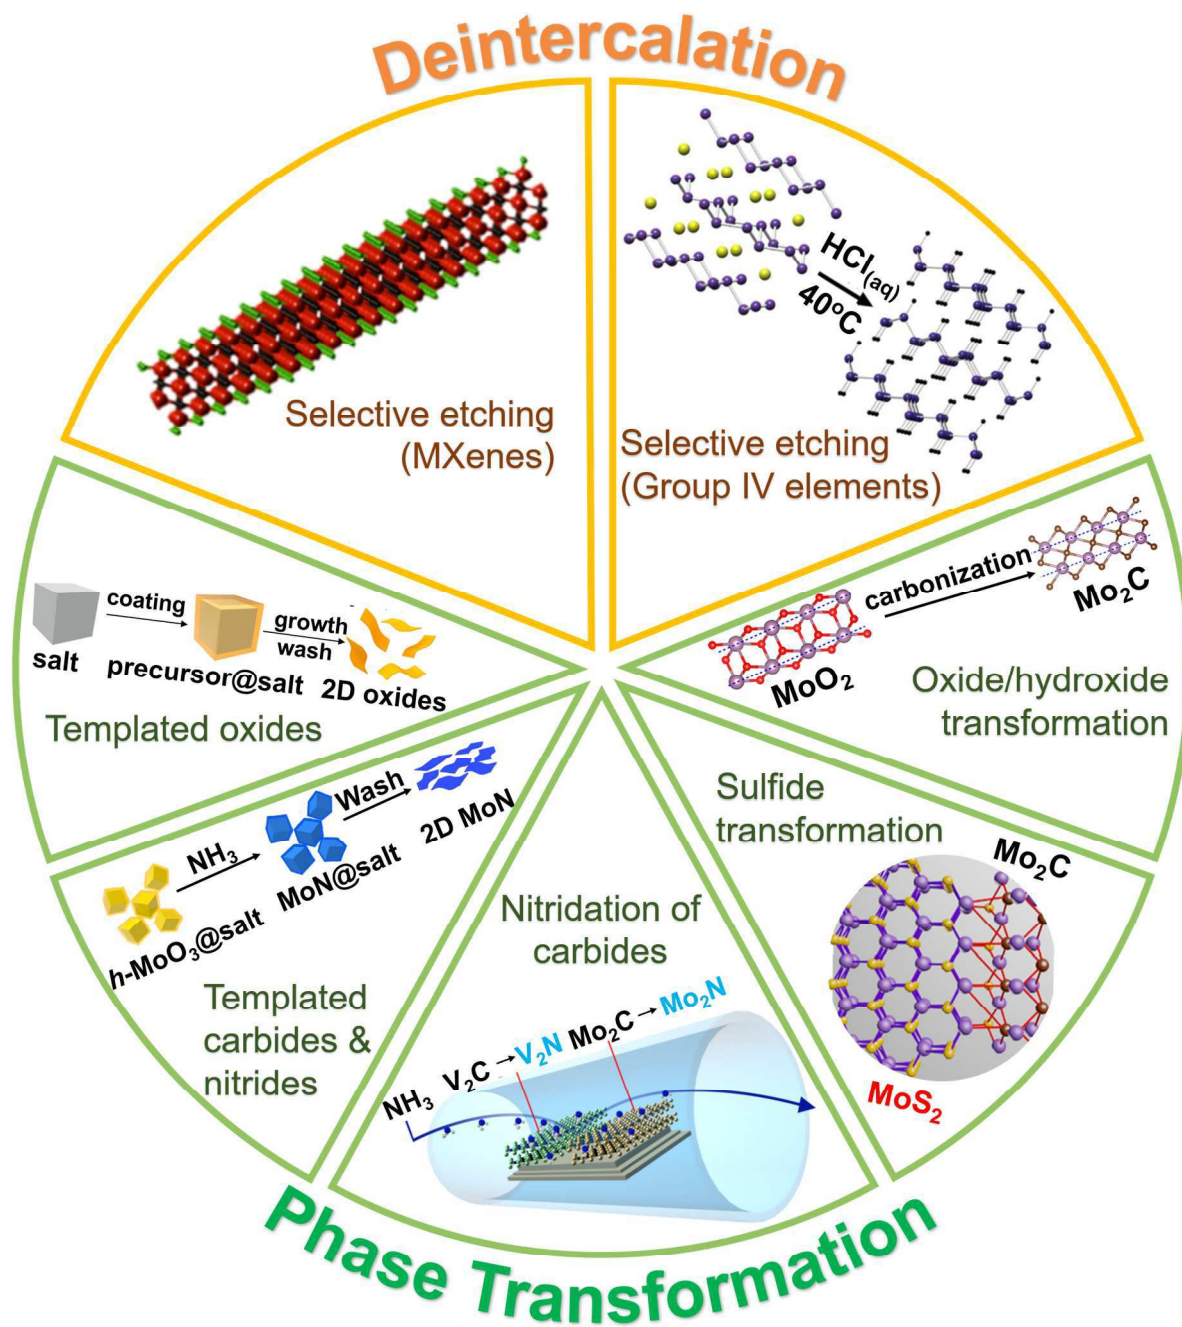 Deintercalation
Selective etching
(MXenes)
HCl(aq)
40°C
Selective etching
(Group IV elements)
coating
growth
wash
salt
precursor@salt
2D oxides
Templated oxides
carbonization
MoO₂
Mo₂C
Oxide/hydroxide
transformation
NH₃
Wash
h-MoO₃@salt
MoN@salt
2D MoN
Templated
carbides &
nitrides
Nitridation of
carbides
NH₃
V₂C→V₂N
Mo₂C→Mo₂N
Sulfide
transformation
Mo₂C
MoS₂
Phase Transformation